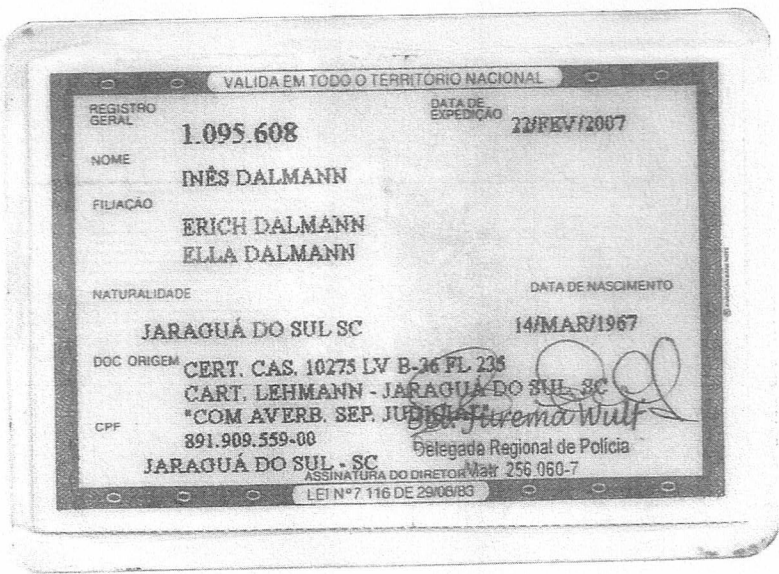 VALIDA EM TODO O TERRITÓRIO NACIONAL
REGISTRO GERAL 1.095.608 DATA DE EXPEDIÇÃO 22/FEV/2007
NOME
INÊS DALMANN
FILIAÇÃO
ERICH DALMANN
ELLA DALMANN
NATURALIDADE DATA DE NASCIMENTO
JARAGUÁ DO SUL SC 14/MAR/1967
DOC ORIGEM CERT. CAS. 10275 LV B-36 FL 235
CART. LEHMANN - JARAGUÁ DO SUL SC
"COM AVERB. SEP. JUDICIAL"
Jurema Wulf
CPF
891.909.559-00 Delegada Regional de Polícia
JARAGUÁ DO SUL - SC Matr 256.060-7
ASSINATURA DO DIRETOR
LEI Nº 7.116 DE 29/08/83